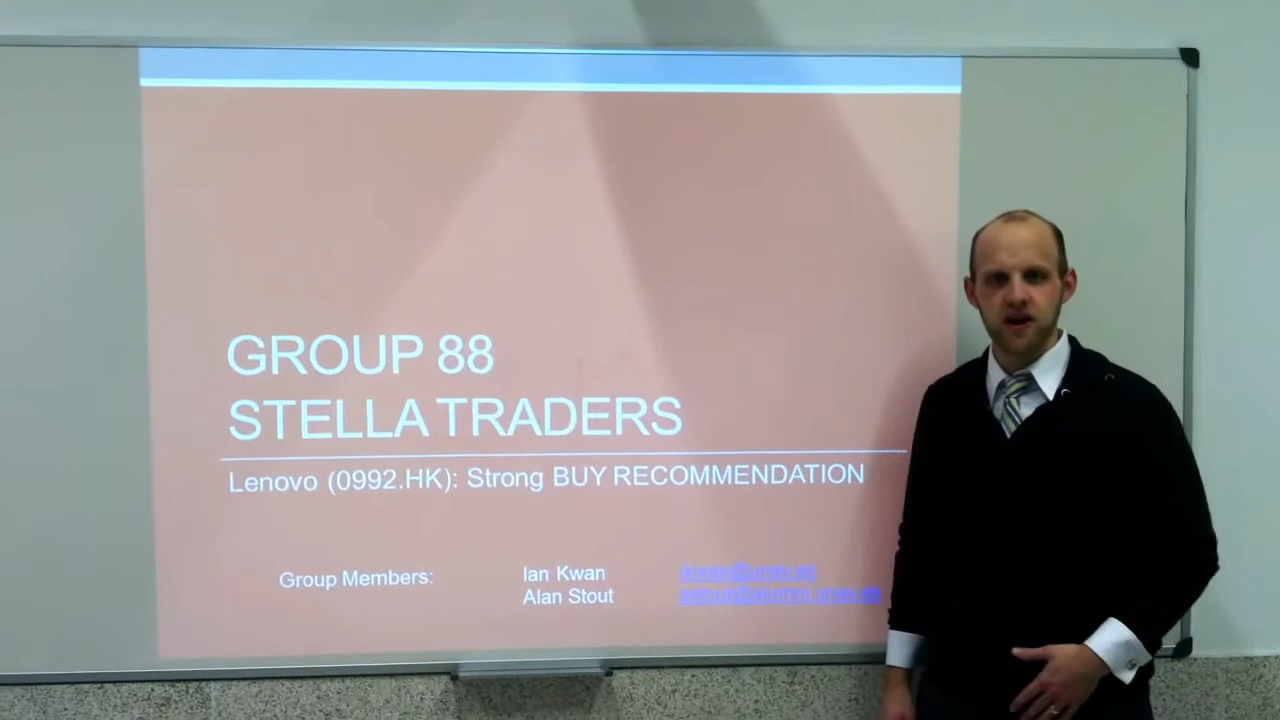 GROUP 88
STELLA TRADERS
Lenovo (0992.HK): Strong BUY RECOMMENDATION
Group Members: Ian Kwan
Alan Stout